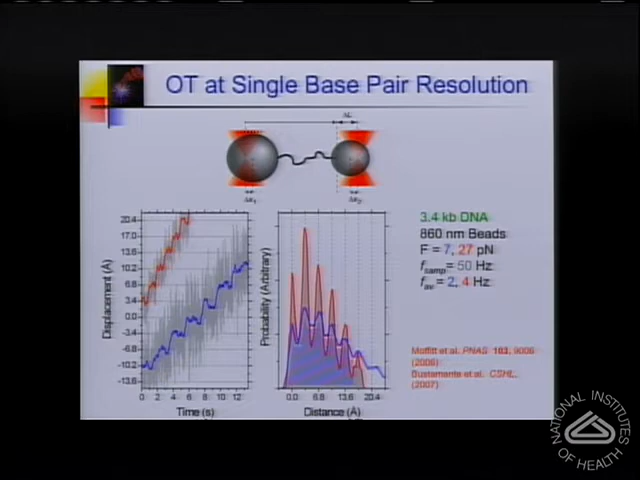 OT at Single Base Pair Resolution
3.4 kb DNA
860 nm Beads
F = 7, 27 pN
fsamp = 50 Hz
fav = 2, 4 Hz
Displacement (Å)
20.4
17.0
13.6
10.2
6.8
3.4
0.0
-3.4
-6.8
-10.2
-13.6
0 2 4 6 8 10 12
Time (s)
Probability (Arbitrary)
0.0 6.8 13.6 20.4
Distance (Å)
Moffitt et al. PNAS 103, 9006
(2006)
Bustamante et al. CSHL,
(2007)
NATIONAL INSTITUTES
OF HEALTH